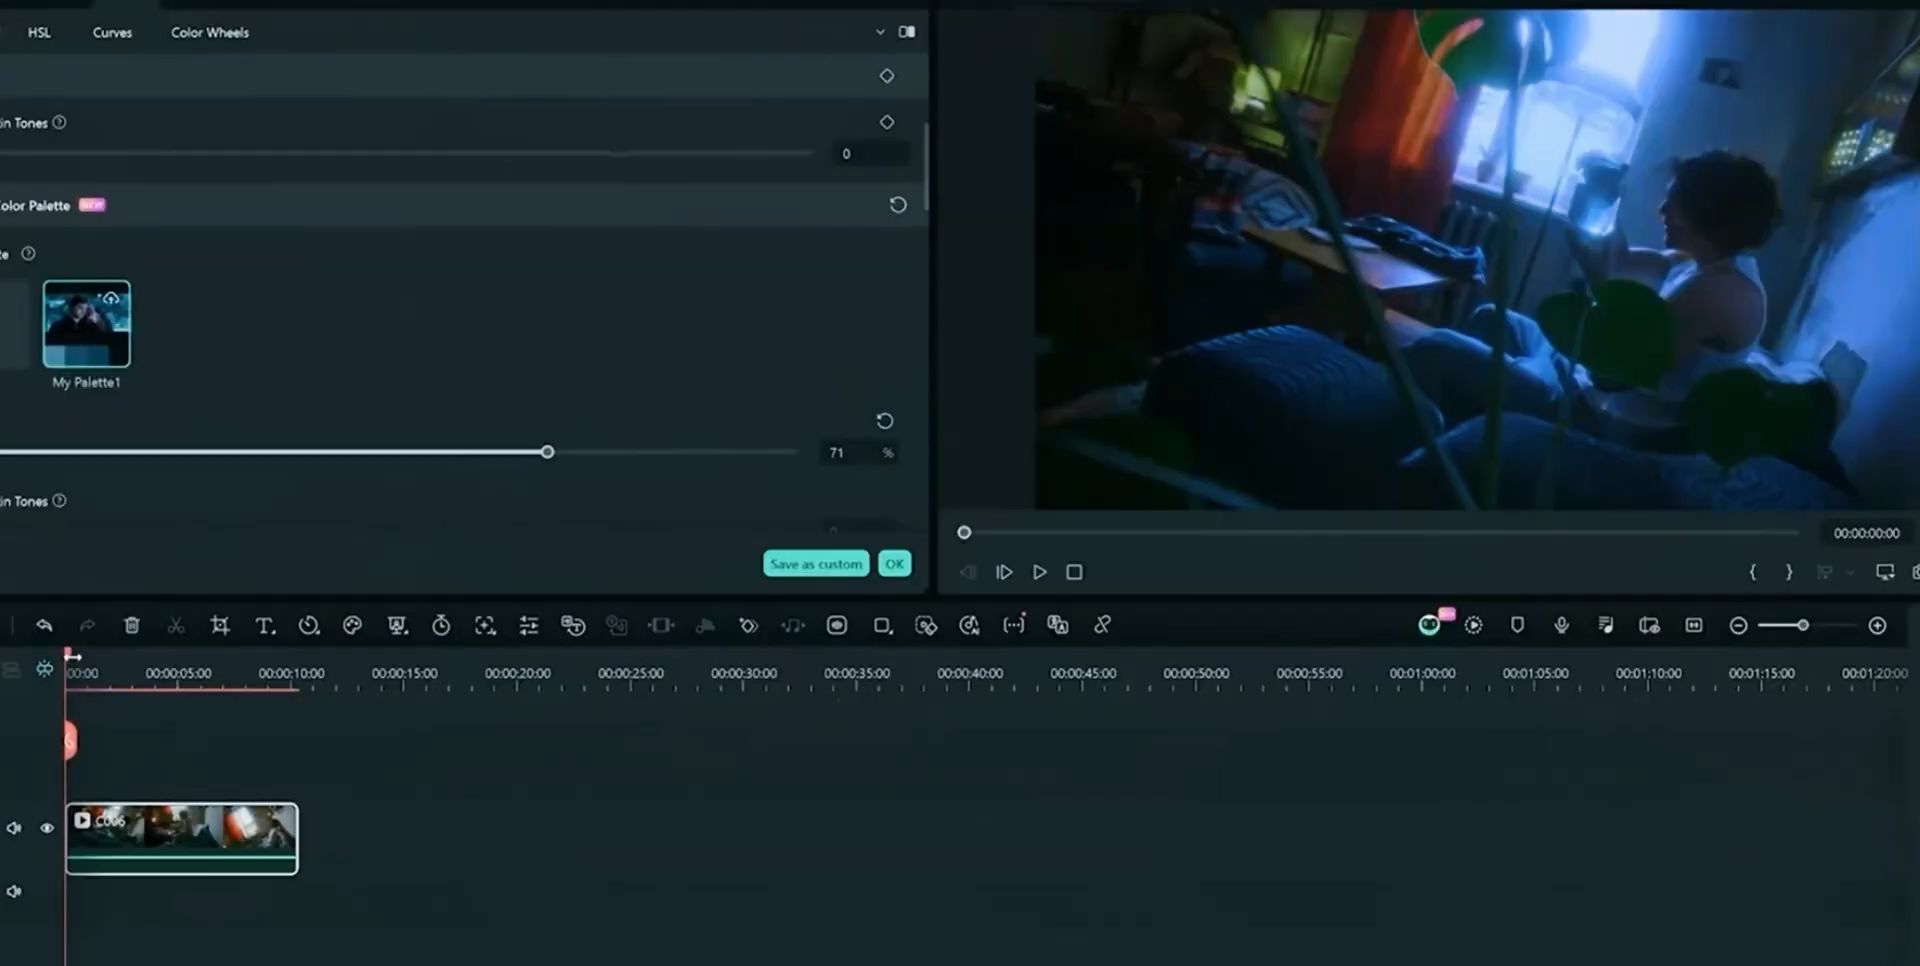 HSL Curves Color Wheels
in Tones
0
Color Palette NEW
te
My Palette1
71 %
in Tones
Save as custom OK
00:00:00:00
{ }
00:00 00:00:05:00 00:00:10:00 00:00:15:00 00:00:20:00 00:00:25:00 00:00:30:00 00:00:35:00 00:00:40:00 00:00:45:00 00:00:50:00 00:00:55:00 00:01:00:00 00:01:05:00 00:01:10:00 00:01:15:00 00:01:20:00
C006